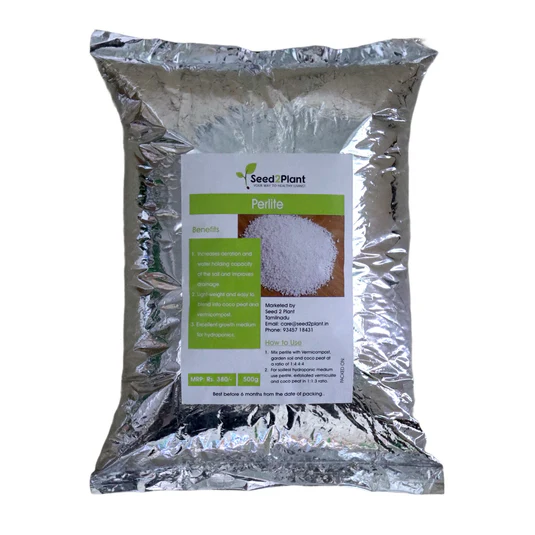 Seed2Plant
YOUR WAY TO HEALTHY LIVING
Perlite
Benefits
1. Increases aeration and
water holding capacity
of the soil over improved
drainage.
2. Light weight and easy to
blend into coco peat and
vermicompost.
3. Excellent growth medium
for hydroponics
MRP: Rs. 280/-
500g
Marketed by
Seed 2 Plant
Tamilnadu
Email: care@seed2plant.in
Phone: 93457 18431
How to Use
1. Mix perlite with Vermicompost,
garden soil and coco peat at
a ratio of 1:4:4:4
2. For soilless hydroponic medium
use perlite, exfoliated vermiculite
and coco peat in 1:1:3 ratio.
PACKED ON:
Best before 6 months from the date of packing.